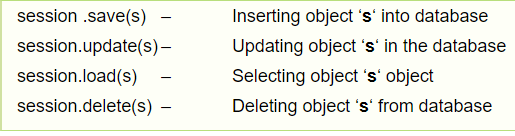 session .save(s) – Inserting object ‘s‘ into database
session.update(s) – Updating object ‘s‘ in the database
session.load(s) – Selecting object ‘s‘ object
session.delete(s) – Deleting object ‘s‘ from database